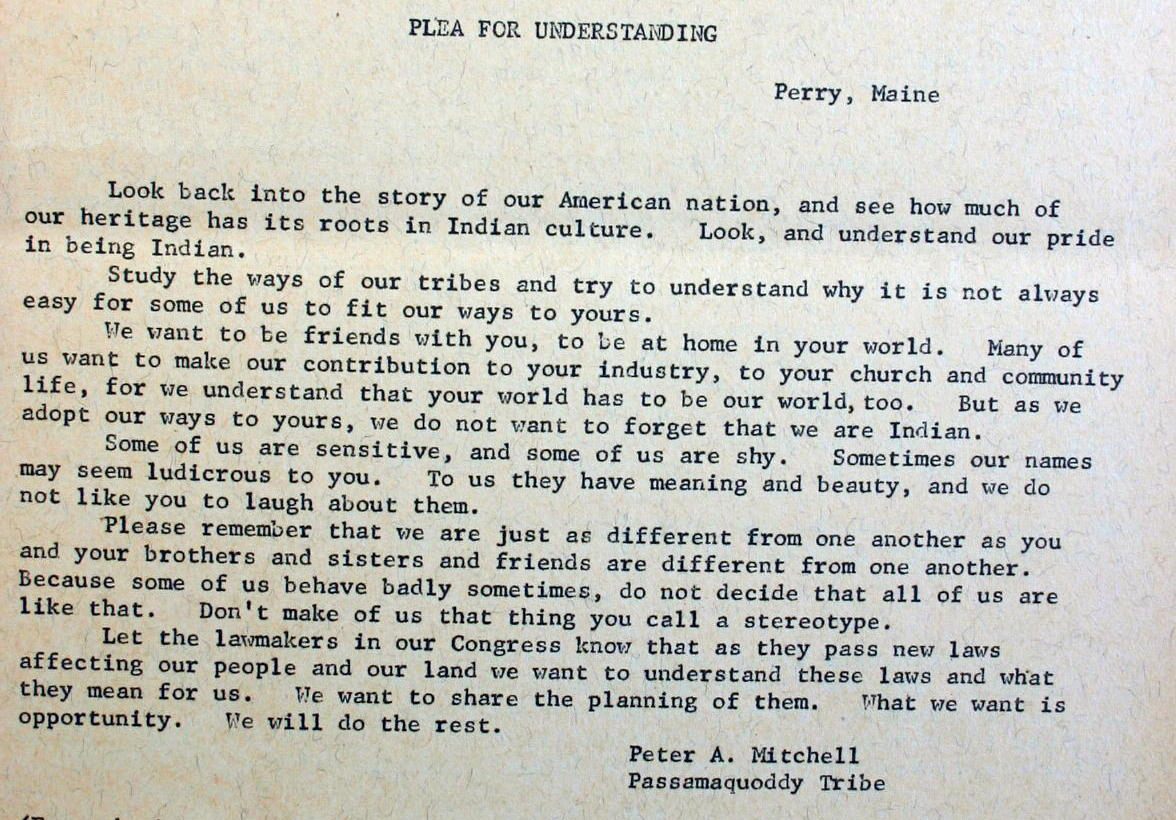 PLEA FOR UNDERSTANDING
Perry, Maine
Look back into the story of our American nation, and see how much of
our heritage has its roots in Indian culture. Look, and understand our pride
in being Indian.
Study the ways of our tribes and try to understand why it is not always
easy for some of us to fit our ways to yours.
We want to be friends with you, to be at home in your world. Many of
us want to make our contribution to your industry, to your church and community
life, for we understand that your world has to be our world, too. But as we
adopt our ways to yours, we do not want to forget that we are Indian.
Some of us are sensitive, and some of us are shy. Sometimes our names
may seem ludicrous to you. To us they have meaning and beauty, and we do
not like you to laugh about them.
Please remember that we are just as different from one another as you
and your brothers and sisters and friends are different from one another.
Because some of us behave badly sometimes, do not decide that all of us are
like that. Don't make of us that thing you call a stereotype.
Let the lawmakers in our Congress know that as they pass new laws
affecting our people and our land we want to understand these laws and what
they mean for us. We want to share the planning of them. What we want is
opportunity. We will do the rest.
Peter A. Mitchell
Passamaquoddy Tribe